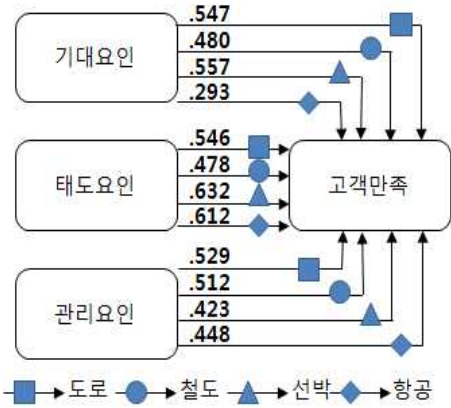 .547
.480
기대요인
.557
.293
.546
.478
태도요인
고객만족
.632
.612
.529
.512
관리요인
.423
.448
도로 철도 선박 항공